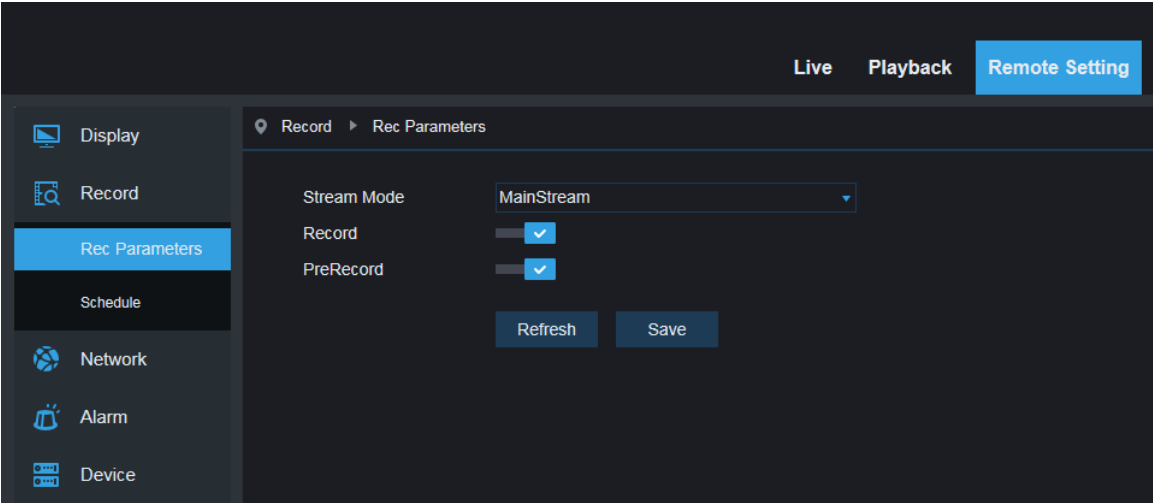 Live Playback Remote Setting
Display
Record
Rec Parameters
Schedule
Network
Alarm
Device
Record Rec Parameters
Stream Mode MainStream
Record
PreRecord
Refresh Save